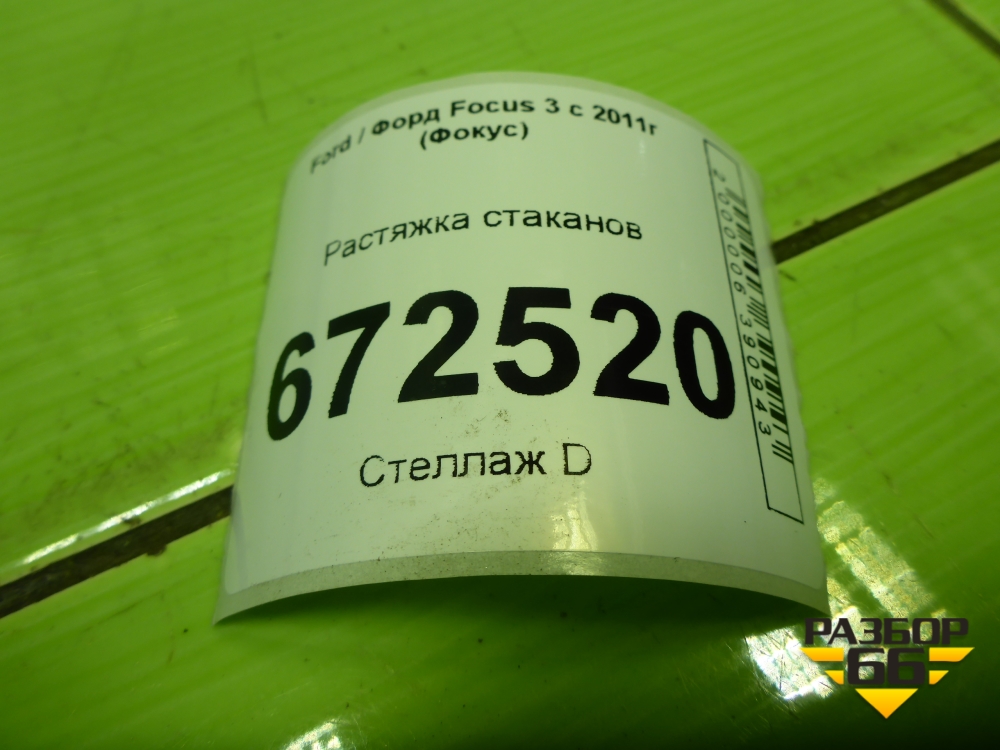 Ford / Форд Focus 3 с 2011г
(Фокус)
Растяжка стаканов
672520
Стеллаж D
2000006390943
РАЗБОР
66